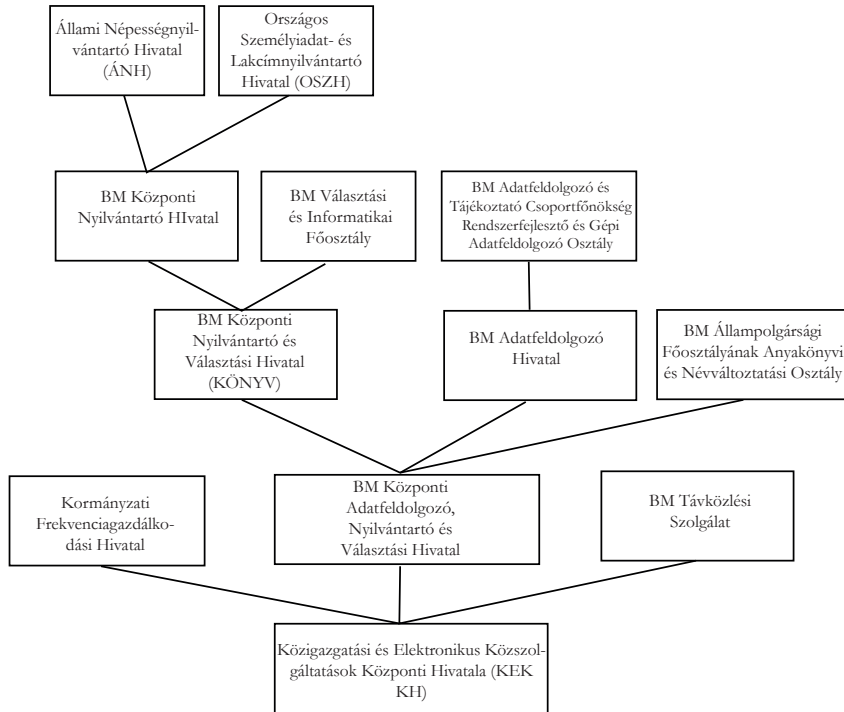 Állami Népességnyil-
vántartó Hivatal
(ÁNH)
Országos
Személyiadat- és
Lakcímnyilvántartó
Hivatal (OSZH)
BM Központi
Nyilvántartó HIvatal
BM Választási
és Informatikai
Főosztály
BM Adatfeldolgozó és
Tájékoztató Csoportfőnökség
Rendszerfejlesztő és Gépi
Adatfeldolgozó Osztály
BM Központi
Nyilvántartó és
Választási Hivatal
(KÖNYV)
BM Adatfeldolgozó
Hivatal
BM Állampolgársági
Főosztályának Anyakönyvi
és Névváltoztatási Osztály
Kormányzati
Frekvenciagazdálko-
dási Hivatal
BM Központi
Adatfeldolgozó,
Nyilvántartó és
Választási Hivatal
BM Távközlési
Szolgálat
Közigazgatási és Elektronikus Közszol-
gáltatások Központi Hivatala (KEK
KH)